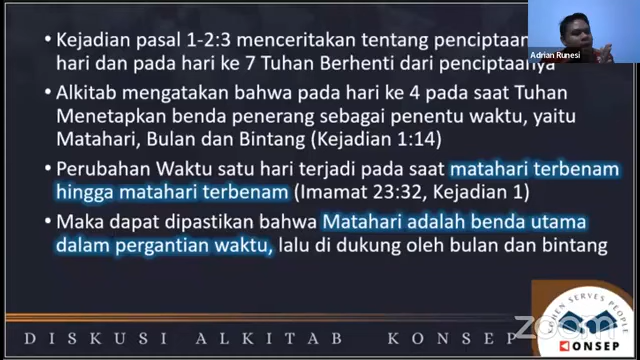 Kejadian pasal 1-2:3 menceritakan tentang penciptaan
hari dan pada hari ke 7 Tuhan Berhenti dari penciptaanya
Adrian Runesi
Alkitab mengatakan bahwa pada hari ke 4 pada saat Tuhan
Menetapkan benda penerang sebagai penentu waktu, yaitu
Matahari, Bulan dan Bintang (Kejadian 1:14)
Perubahan Waktu satu hari terjadi pada saat matahari terbenam
hingga matahari terbenam (Imamat 23:32, Kejadian 1)
Maka dapat dipastikan bahwa Matahari adalah benda utama
dalam pergantian waktu, lalu di dukung oleh bulan dan bintang
SERVES PEOPLE
zoom
KONSEP
DISKUSI ALKITAB KONSEP